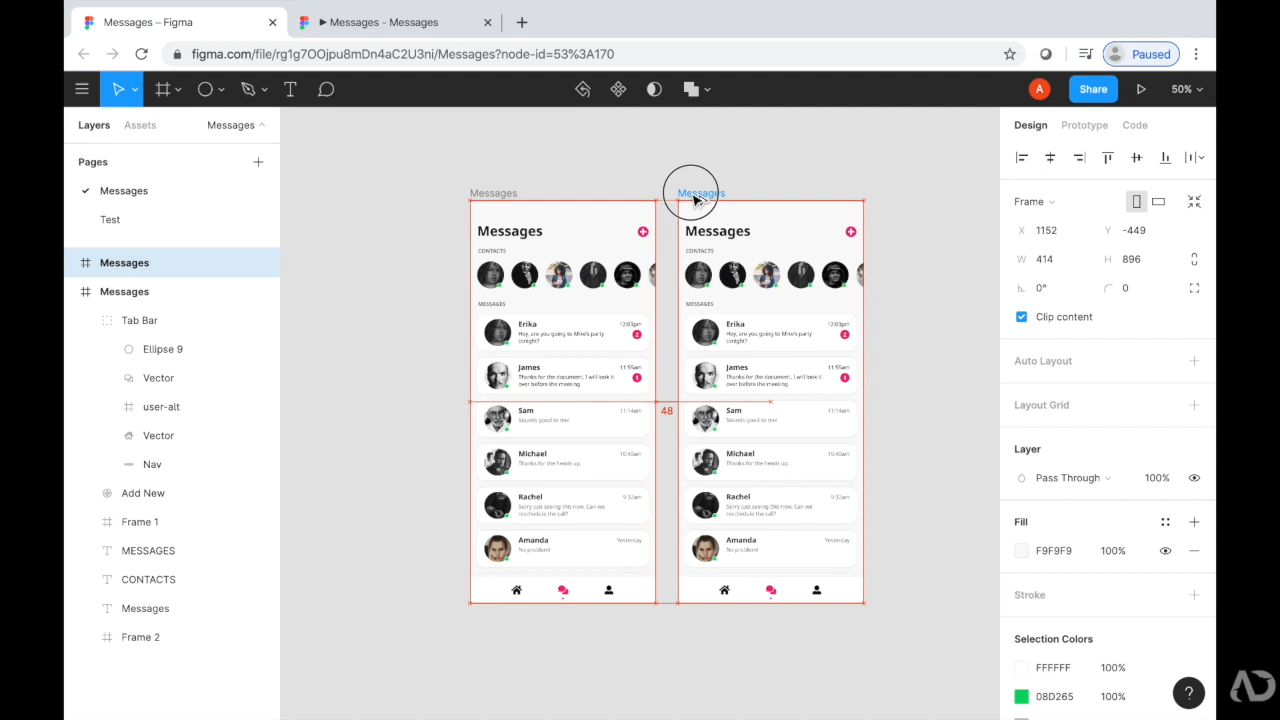 Messages – Figma
Messages - Messages
figma.com/file/rg1g7OOjpu8mDn4aC2U3ni/Messages?node-id=53%3A170
Paused
A
Share
50%
Layers
Assets
Messages
Pages
Messages
Test
Messages
Messages
Tab Bar
Ellipse 9
Vector
user-alt
Vector
Nav
Add New
Frame 1
MESSAGES
CONTACTS
Messages
Frame 2
Messages
Messages
CONTACTS
MESSAGES
Erika
12:03pm
Hey, are you going to Mike's party
tonight?
2
James
11:55am
Thanks for the document, I will look it
over before the meeting
1
Sam
11:14am
Sounds good to me!
Michael
10:40am
Thanks for the heads up.
Rachel
9:32am
Sorry just seeing this now. Can we
reschedule the call?
Amanda
Yesterday
No problem!
48
Messages
Messages
CONTACTS
MESSAGES
Erika
12:03pm
Hey, are you going to Mike's party
tonight?
2
James
11:55am
Thanks for the document, I will look it
over before the meeting
1
Sam
11:14am
Sounds good to me!
Michael
10:40am
Thanks for the heads up.
Rachel
9:32am
Sorry just seeing this now. Can we
reschedule the call?
Amanda
Yesterday
No problem!
Design
Prototype
Code
Frame
X 1152
Y -449
W 414
H 896
0°
0
Clip content
Auto Layout
Layout Grid
Layer
Pass Through
100%
Fill
F9F9F9
100%
Stroke
Selection Colors
FFFFFF
100%
08D265
100%
?
AD